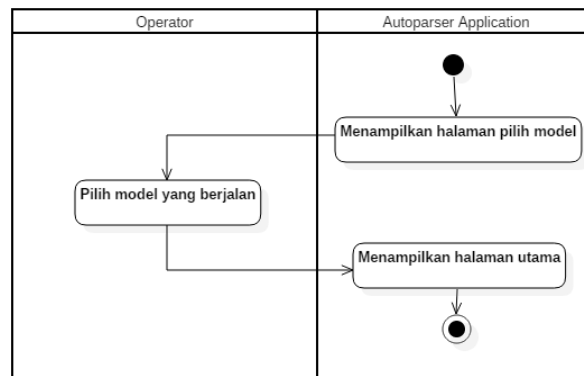 Operator
Autoparser Application
Menampilkan halaman pilih model
Pilih model yang berjalan
Menampilkan halaman utama